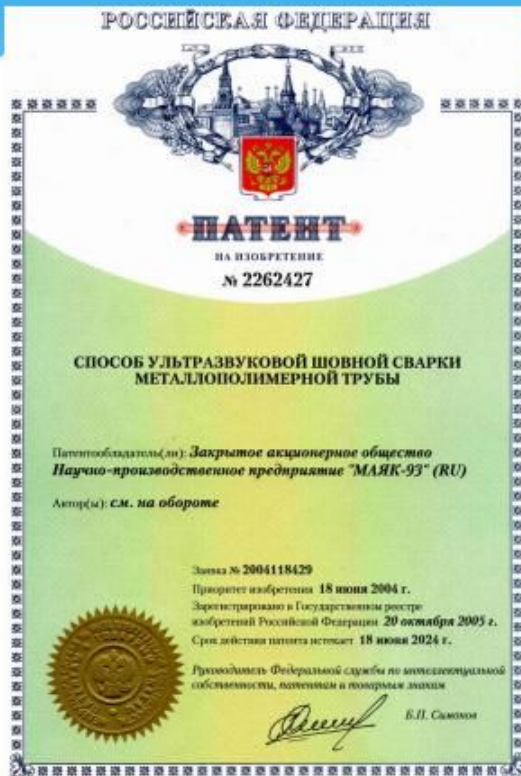 РОССИЙСКАЯ ФЕДЕРАЦИЯ
ПАТЕНТ
НА ИЗОБРЕТЕНИЕ
№ 2262427
СПОСОБ УЛЬТРАЗВУКОВОЙ ШОВНОЙ СВАРКИ
МЕТАЛЛОПОЛИМЕРНОЙ ТРУБЫ
Патентообладатель(ли): Закрытое акционерное общество
Научно-производственное предприятие "МАЯК-93" (RU)
Автор(ы): см. на обороте
Заявка № 2004118429
Приоритет изобретения 18 июня 2004 г.
Зарегистрировано в Государственном реестре
изобретений Российской Федерации 20 октября 2005 г.
Срок действия патента истекает 18 июня 2024 г.
Руководитель Федеральной службы по интеллектуальной
собственности, патентам и товарным знакам
Б.П. Симонов